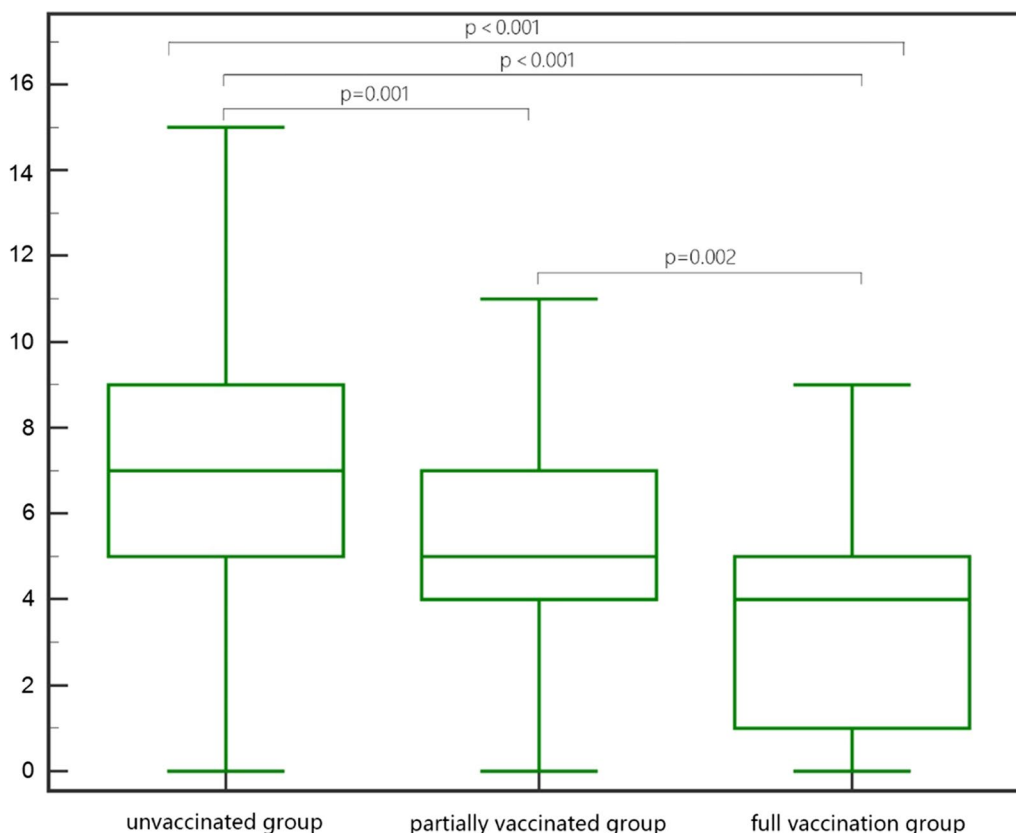 p < 0.001
16
p < 0.001
p=0.001
14
12
p=0.002
10
8
6
4
2
0
unvaccinated group
partially vaccinated group
full vaccination group